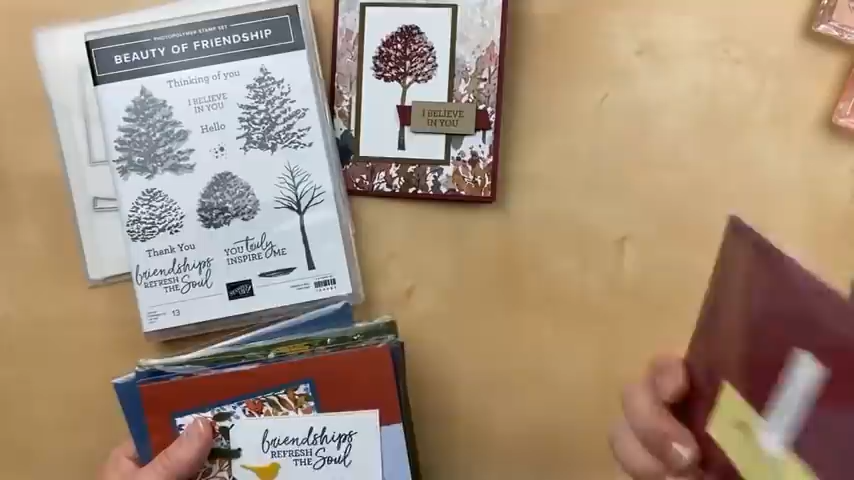 PHOTOPOLYMER STAMP SET
BEAUTY OF FRIENDSHIP
Thinking of you
I BELIEVE
IN YOU
Hello
Thank You
friendships
REFRESH THE Soul
YOU truly
INSPIRE ME
13
I BELIEVE
IN YOU
friendships
REFRESH
THE Soul